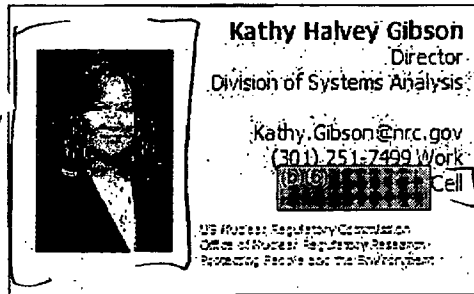 Kathy Halvey Gibson
Director
Division of Systems Analysis
Kathy.Gibson@nrc.gov
(301) 251-7499 Work
(b)(6)
Cell
US Nuclear Regulatory Commission
Office of Nuclear Regulatory Research
Protecting People and the Environment